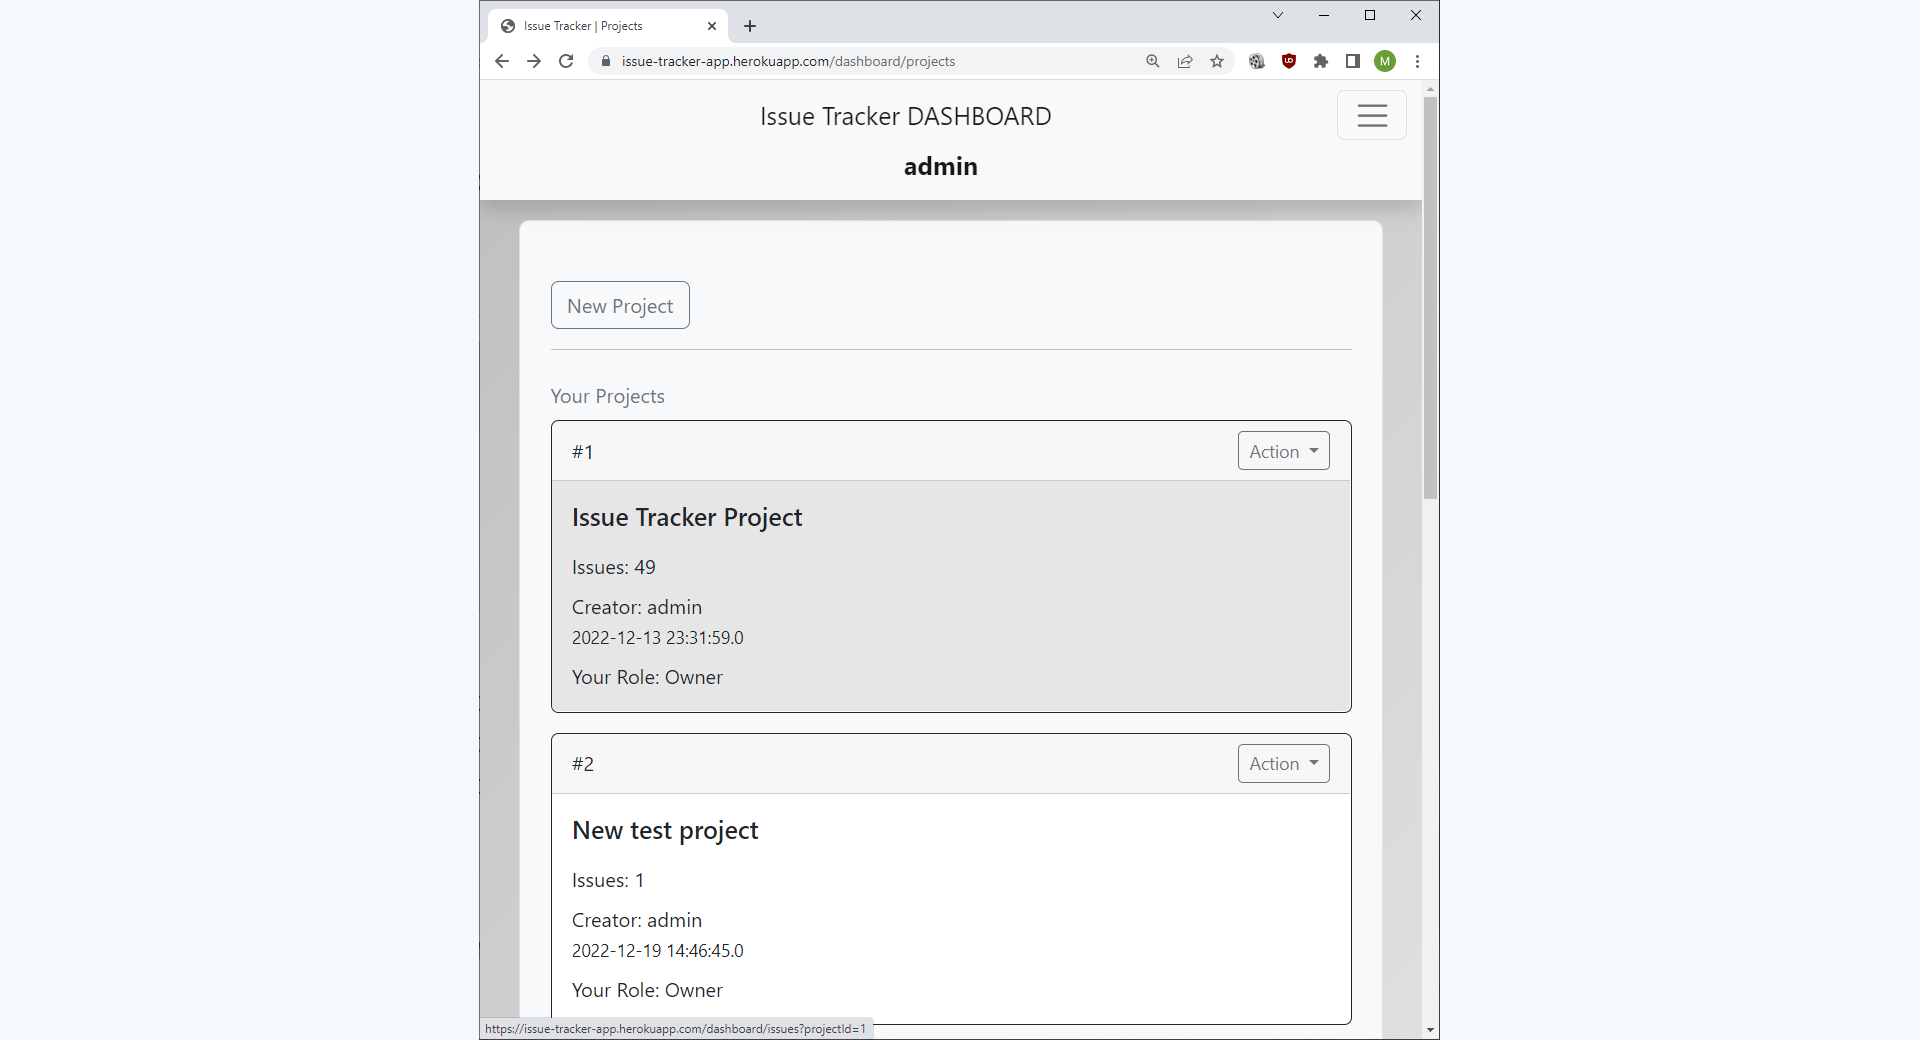 Issue Tracker | Projects
issue-tracker-app.herokuapp.com/dashboard/projects
M
Issue Tracker DASHBOARD
admin
New Project
Your Projects
#1 Action
Issue Tracker Project
Issues: 49
Creator: admin
2022-12-13 23:31:59.0
Your Role: Owner
#2 Action
New test project
Issues: 1
Creator: admin
2022-12-19 14:46:45.0
Your Role: Owner
https://issue-tracker-app.herokuapp.com/dashboard/issues?projectId=1